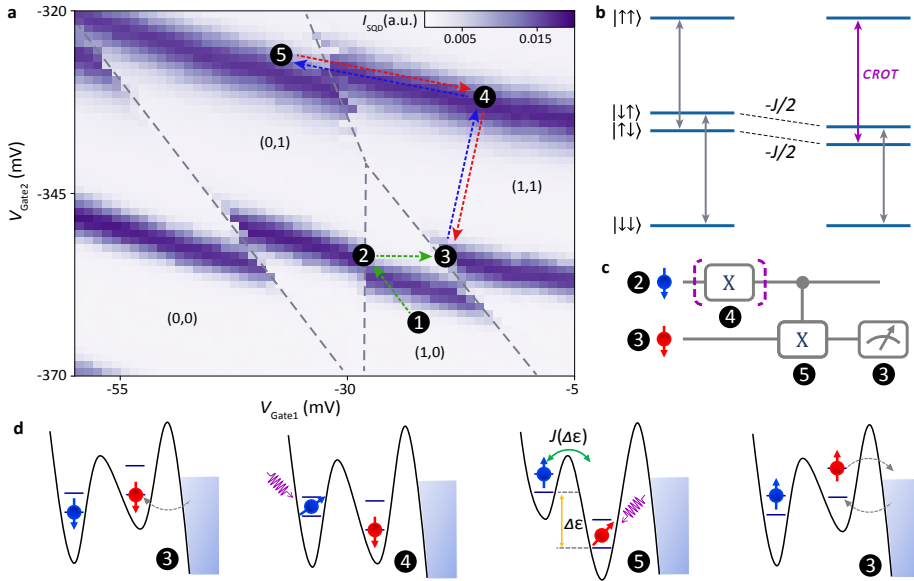 a
I_SQD(a.u.)
0.005 0.015
-320
-345
-370
V_Gate2 (mV)
5
4
(0,1)
(1,1)
2
3
1
(0,0)
(1,0)
-55 -30 -5
V_Gate1 (mV)
b
|↑↑⟩
|↓↑⟩
|↑↓⟩
|↓↓⟩
-J/2
-J/2
CROT
c
2
X
4
3
X
5
3
d
3
4
J(Δε)
Δε
5
3